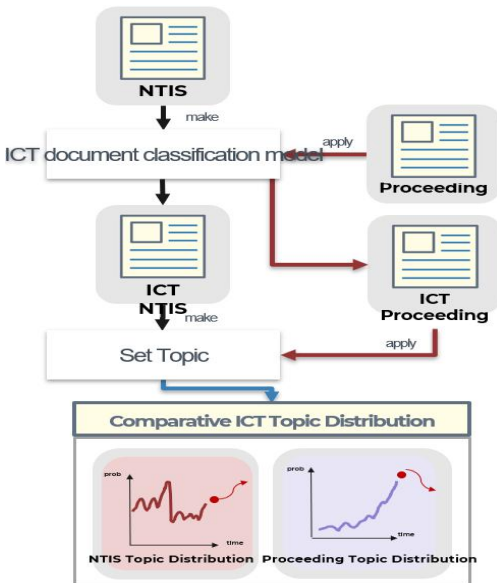 NTIS
make
ICT document classification model
apply
Proceeding
ICT
NTIS
ICT
Proceeding
make
apply
Set Topic
Comparative ICT Topic Distribution
prob
time
NTIS Topic Distribution
prob
time
Proceeding Topic Distribution